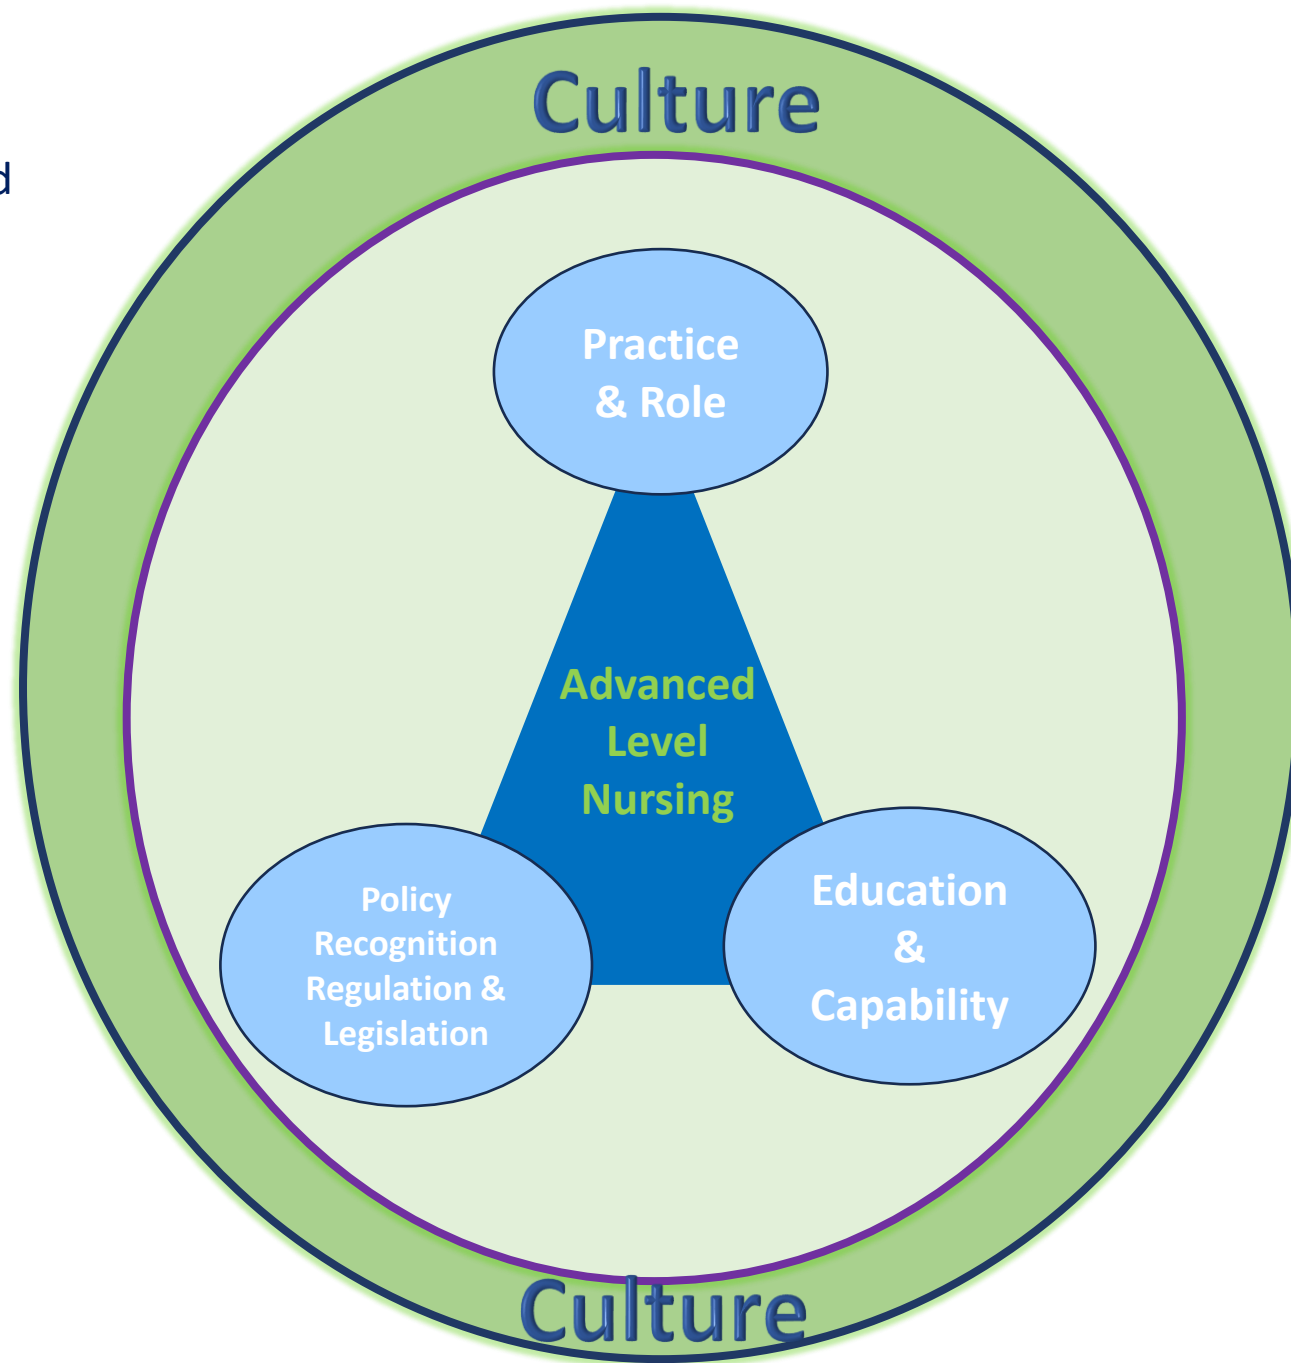 Culture
d
Practice
& Role
Advanced
Level
Nursing
Policy
Recognition
Regulation &
Legislation
Education
&
Capability
Culture